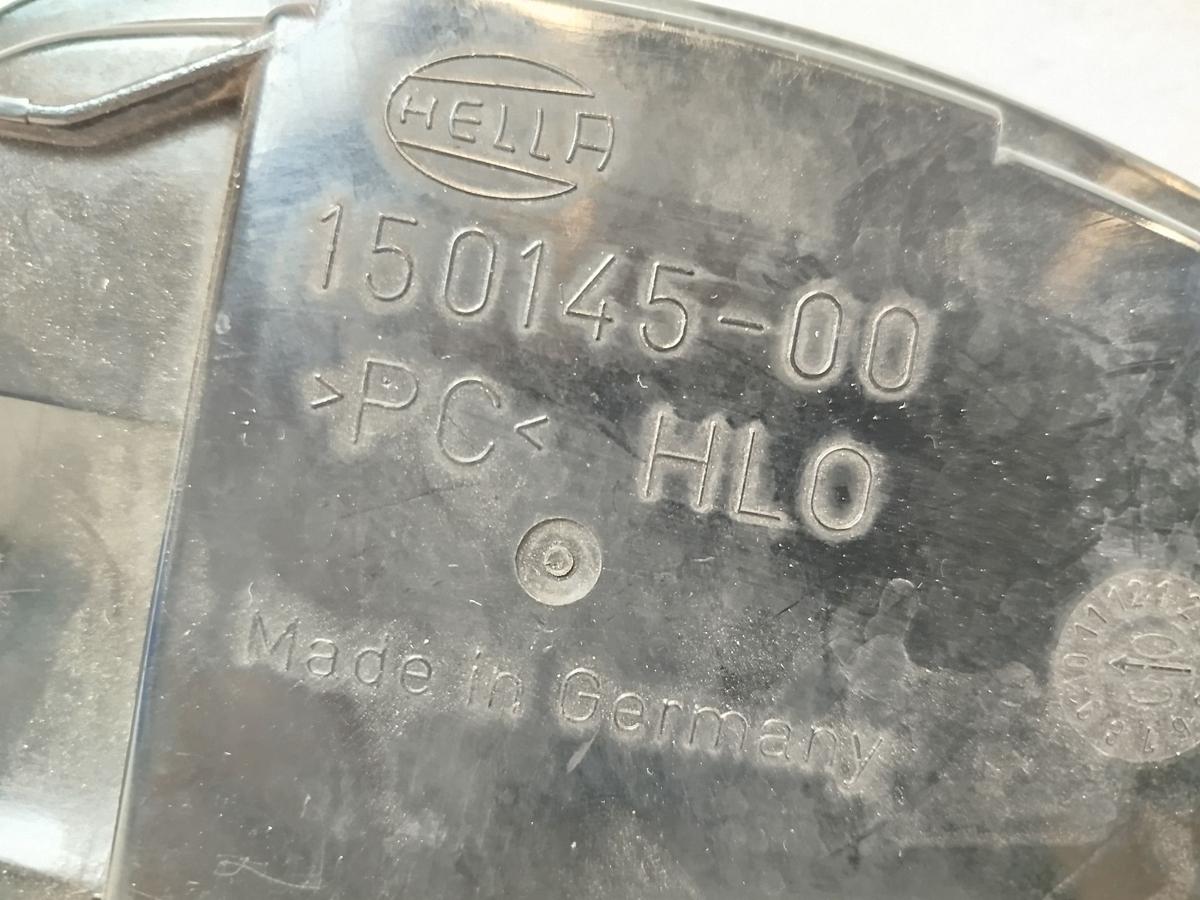 HELLA
150145-00
>PC< HLO
Made in Germany